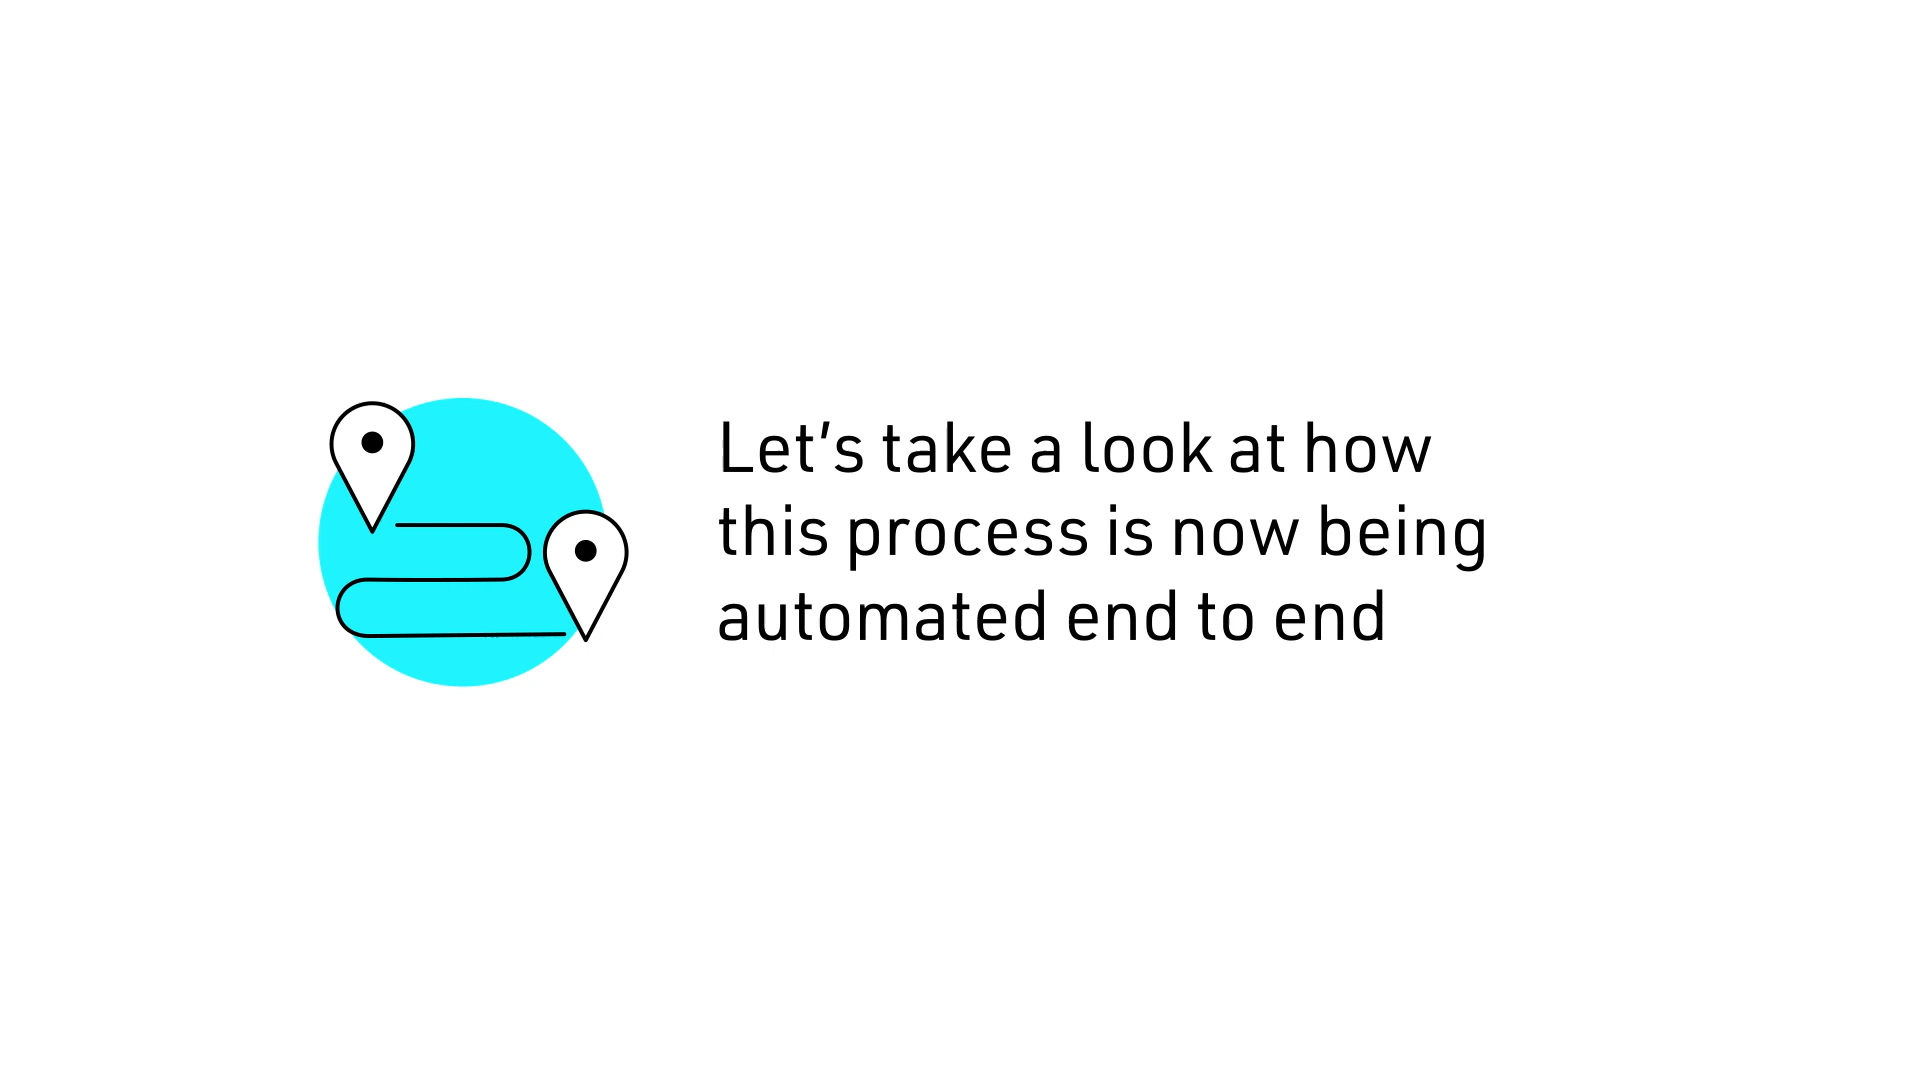 Let’s take a look at how
this process is now being
automated end to end